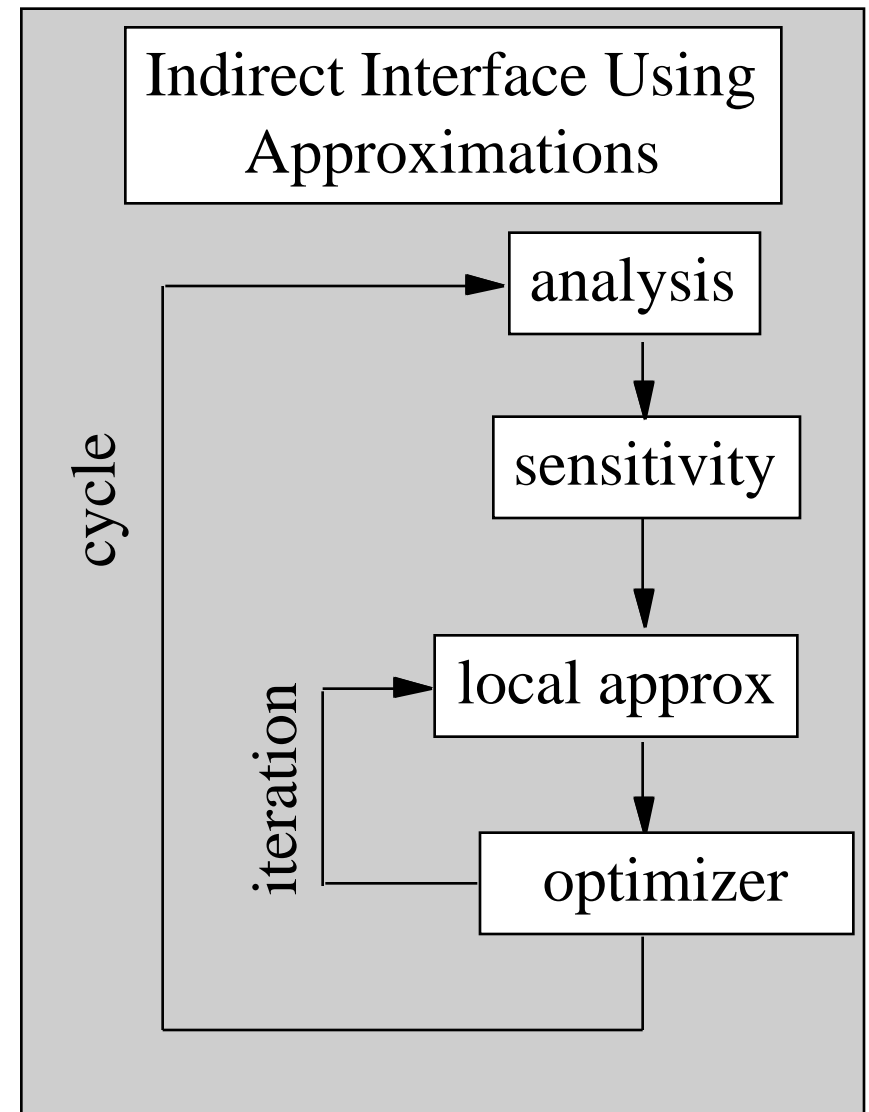 Indirect Interface Using
Approximations
analysis
cycle
sensitivity
local approx
iteration
optimizer